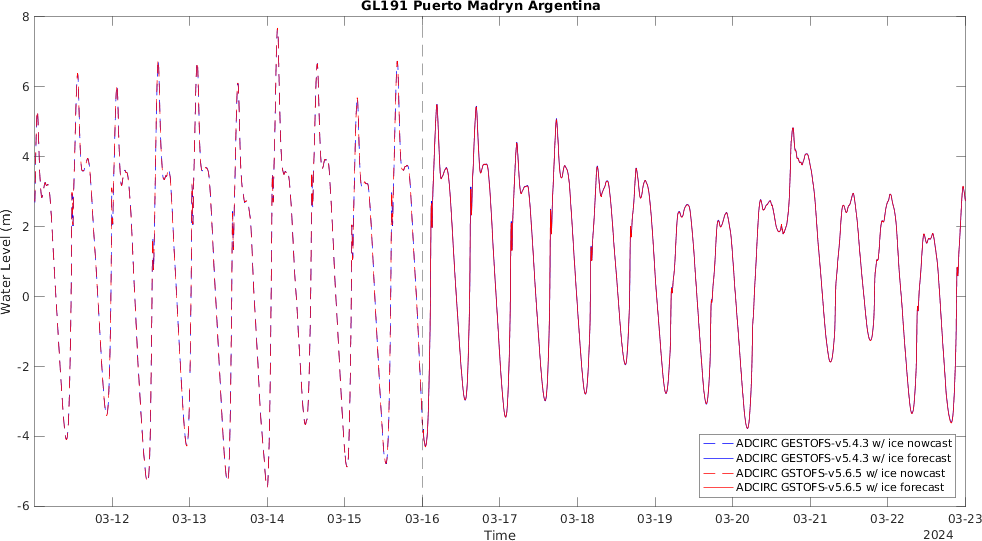 GL191 Puerto Madryn Argentina
8
6
4
2
0
-2
-4
-6
Water Level (m)
ADCIRC GESTOFS-v5.4.3 w/ ice nowcast
ADCIRC GESTOFS-v5.4.3 w/ ice forecast
ADCIRC GSTOFS-v5.6.5 w/ ice nowcast
ADCIRC GSTOFS-v5.6.5 w/ ice forecast
03-12 03-13 03-14 03-15 03-16 03-17 03-18 03-19 03-20 03-21 03-22 03-23
Time
2024